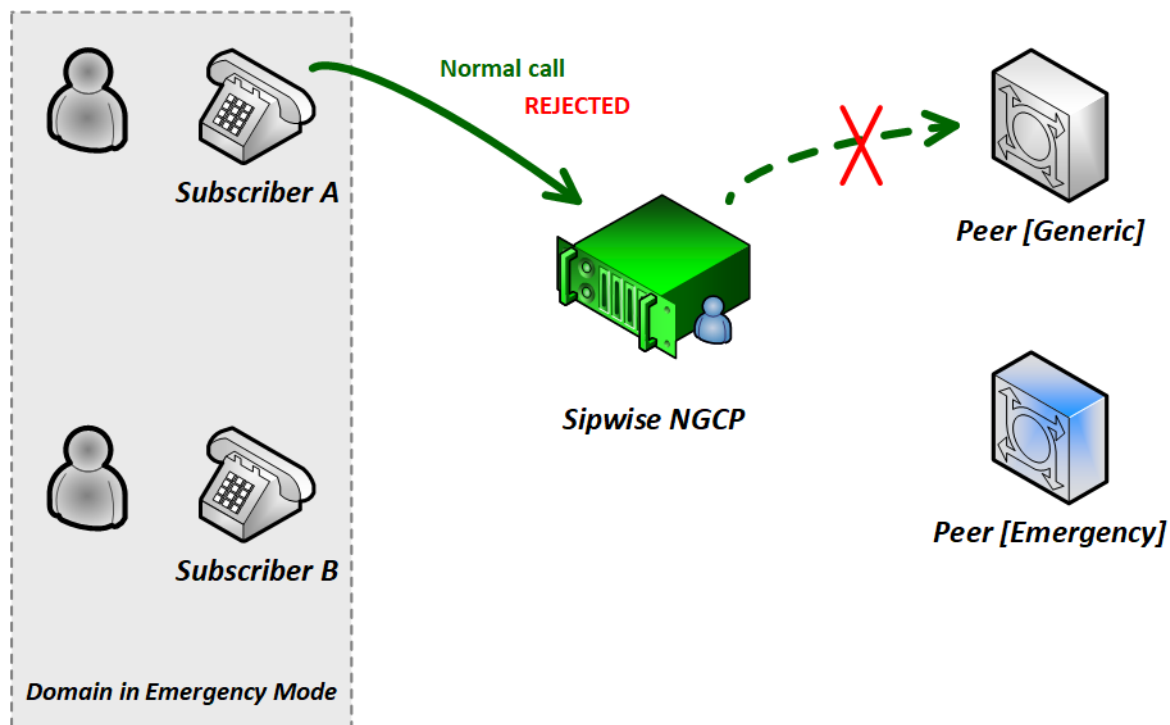 Normal call
REJECTED
Subscriber A
Peer [Generic]
Sipwise NGCP
Peer [Emergency]
Subscriber B
Domain in Emergency Mode